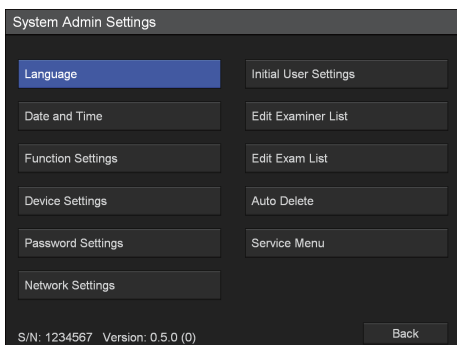 System Admin Settings
Language
Initial User Settings
Date and Time
Edit Examiner List
Function Settings
Edit Exam List
Device Settings
Auto Delete
Password Settings
Service Menu
Network Settings
S/N: 1234567 Version: 0.5.0 (0)
Back